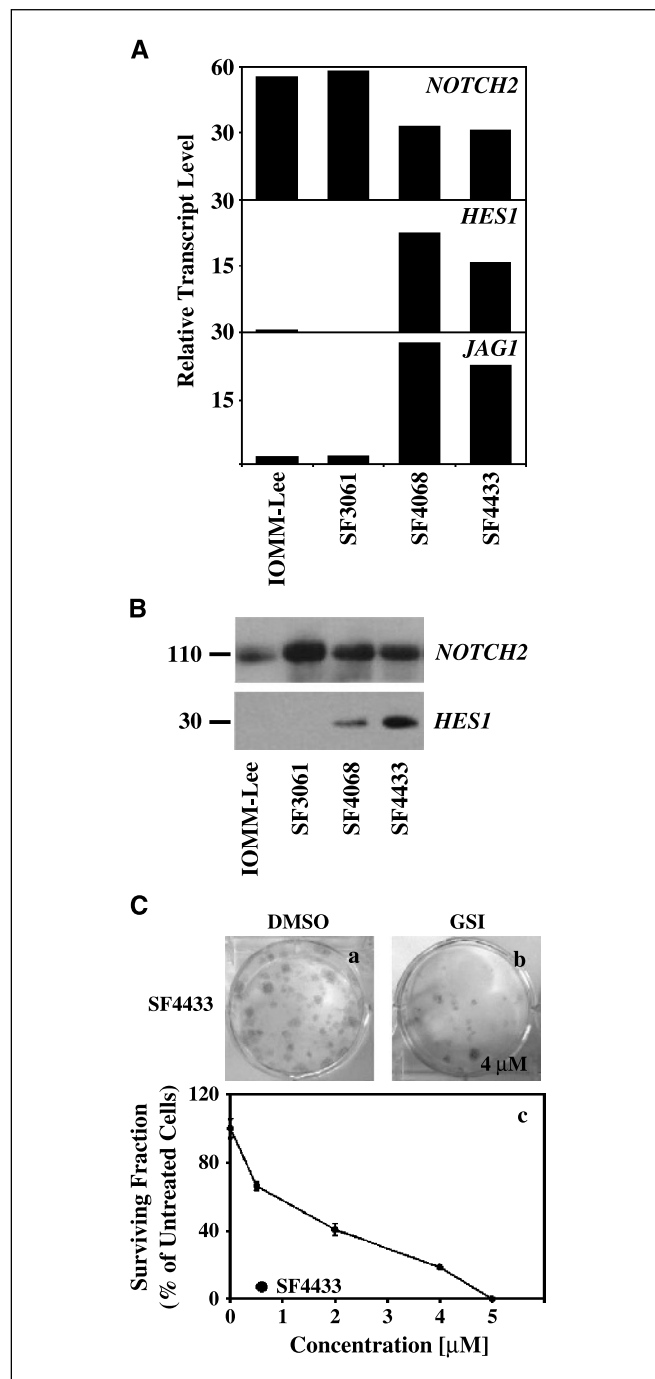 A
Relative Transcript Level
60
30
NOTCH2
30
15
HES1
30
15
JAG1
IOMM-Lee
SF3061
SF4068
SF4433
B
110
NOTCH2
30
HES1
IOMM-Lee
SF3061
SF4068
SF4433
C
DMSO
GSI
SF4433
a
b
4 μM
c
Surviving Fraction
(% of Untreated Cells)
120
80
40
0
SF4433
0 1 2 3 4 5
Concentration [μM]